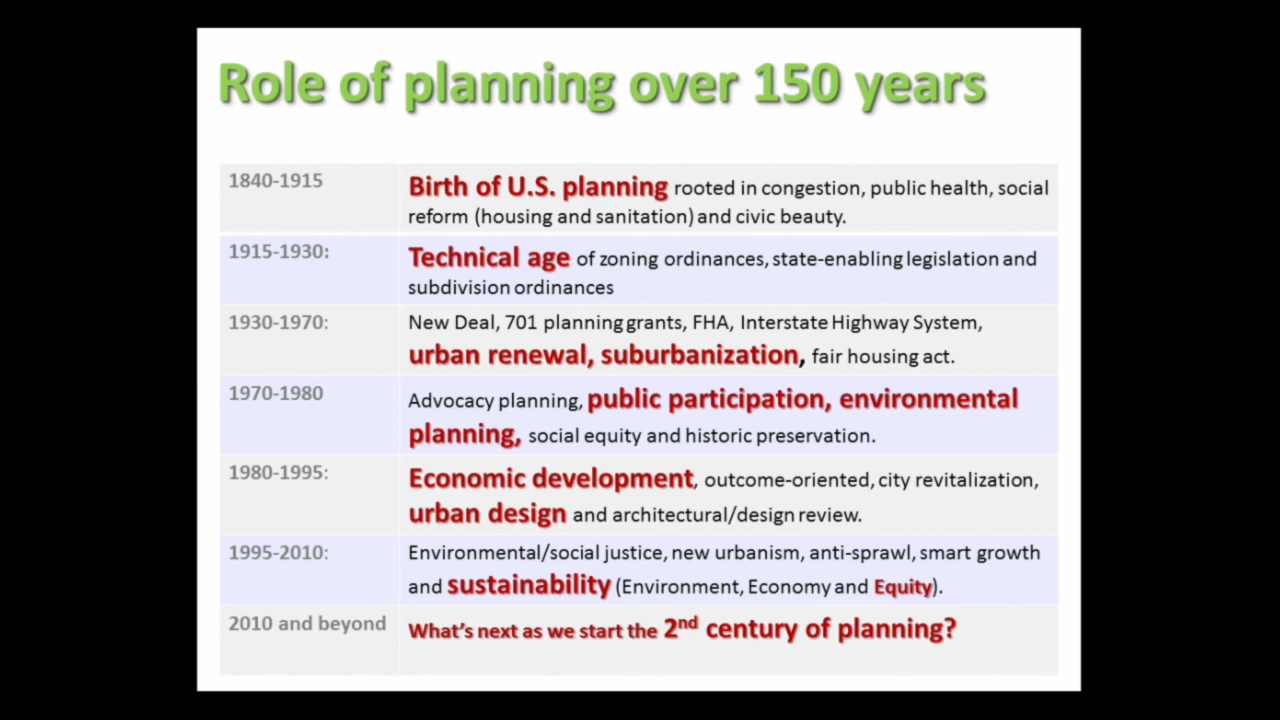 Role of planning over 150 years
1840-1915
Birth of U.S. planning rooted in congestion, public health, social
reform (housing and sanitation) and civic beauty.
1915-1930:
Technical age of zoning ordinances, state-enabling legislation and
subdivision ordinances
1930-1970:
New Deal, 701 planning grants, FHA, Interstate Highway System,
urban renewal, suburbanization, fair housing act.
1970-1980
Advocacy planning, public participation, environmental
planning, social equity and historic preservation.
1980-1995:
Economic development, outcome-oriented, city revitalization,
urban design and architectural/design review.
1995-2010:
Environmental/social justice, new urbanism, anti-sprawl, smart growth
and sustainability (Environment, Economy and Equity).
2010 and beyond
What's next as we start the 2nd century of planning?